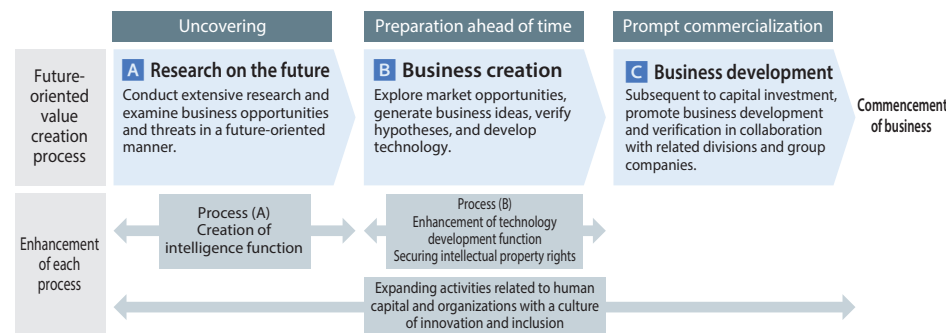 Uncovering
Preparation ahead of time
Prompt commercialization
Future-
oriented
value
creation
process
A Research on the future
Conduct extensive research and
examine business opportunities
and threats in a future-oriented
manner.
B Business creation
Explore market opportunities,
generate business ideas, verify
hypotheses, and develop
technology.
C Business development
Subsequent to capital investment,
promote business development
and verification in collaboration
with related divisions and group
companies.
Commencement
of business
Enhancement
of each
process
Process (A)
Creation of
intelligence function
Process (B)
Enhancement of technology
development function
Securing intellectual property rights
Expanding activities related to human
capital and organizations with a culture
of innovation and inclusion